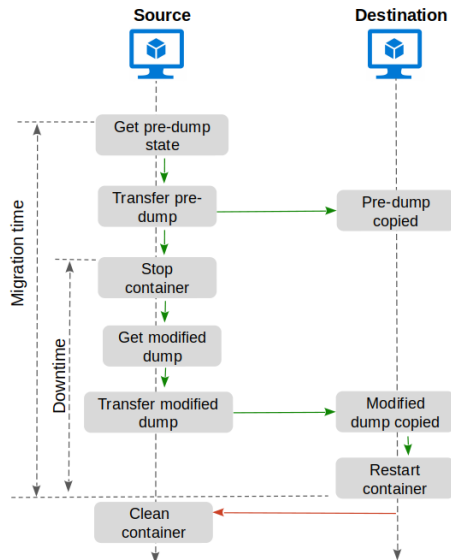 Source
Destination
Get pre-dump
state
Transfer pre-
dump
Pre-dump
copied
Migration time
Stop
container
Downtime
Get modified
dump
Transfer modified
dump
Modified
dump copied
Restart
container
Clean
container